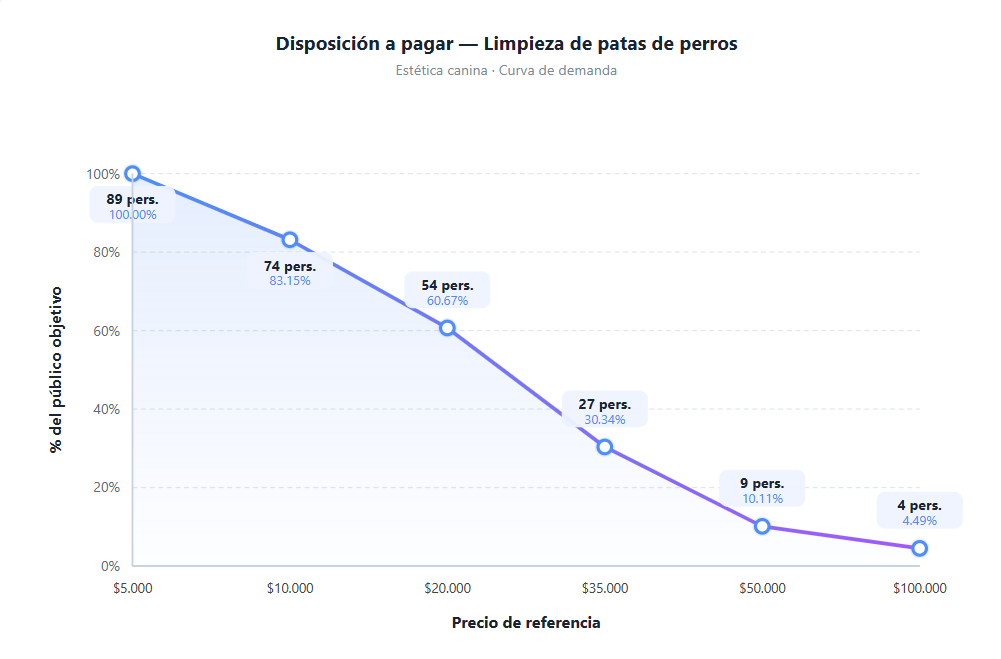 Disposición a pagar — Limpieza de patas de perros
Estética canina · Curva de demanda
% del público objetivo
100%
80%
60%
40%
20%
0%
89 pers.
100.00%
74 pers.
83.15%
54 pers.
60.67%
27 pers.
30.34%
9 pers.
10.11%
4 pers.
4.49%
$5.000
$10.000
$20.000
$35.000
$50.000
$100.000
Precio de referencia